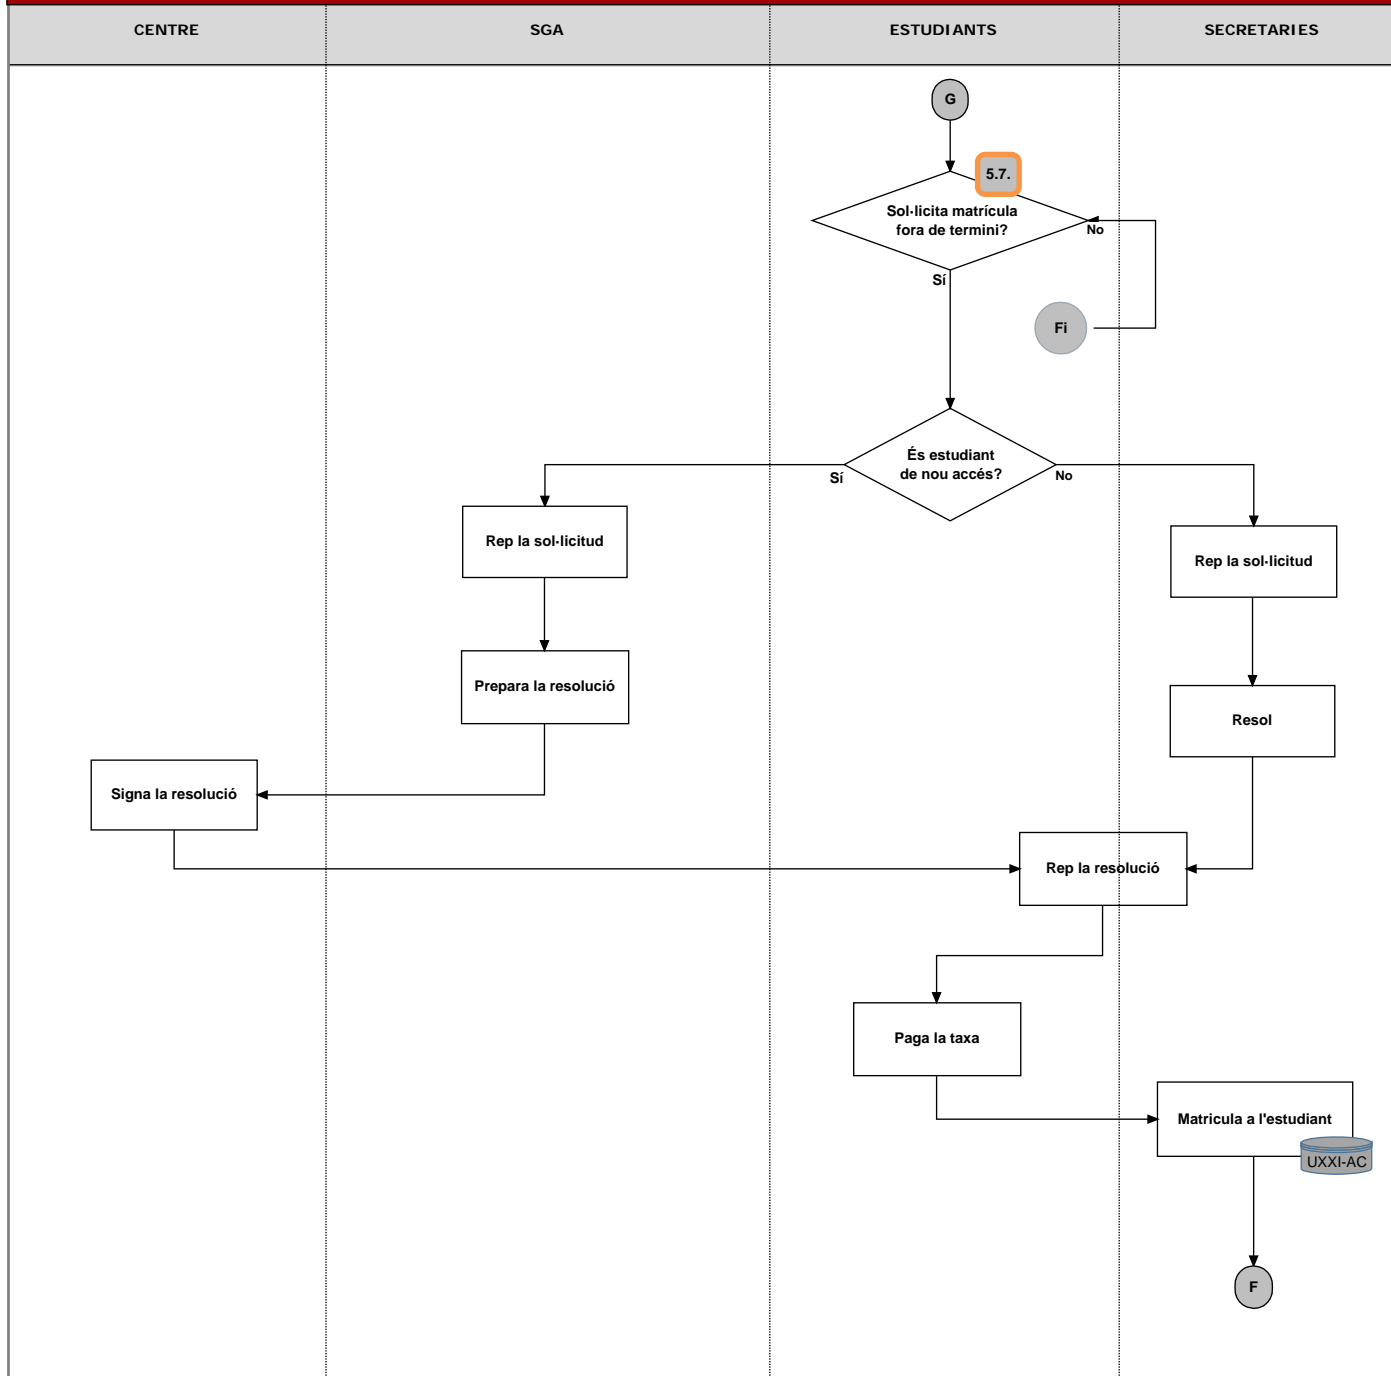 CENTRE
SGA
ESTUDIANTS
SECRETARIES
G
5.7.
Sol·licita matrícula
fora de termini?
No
Sí
Fi
És estudiant
de nou accés?
Sí
No
Rep la sol·licitud
Rep la sol·licitud
Prepara la resolució
Resol
Signa la resolució
Rep la resolució
Paga la taxa
Matricula a l'estudiant
UXXI-AC
F